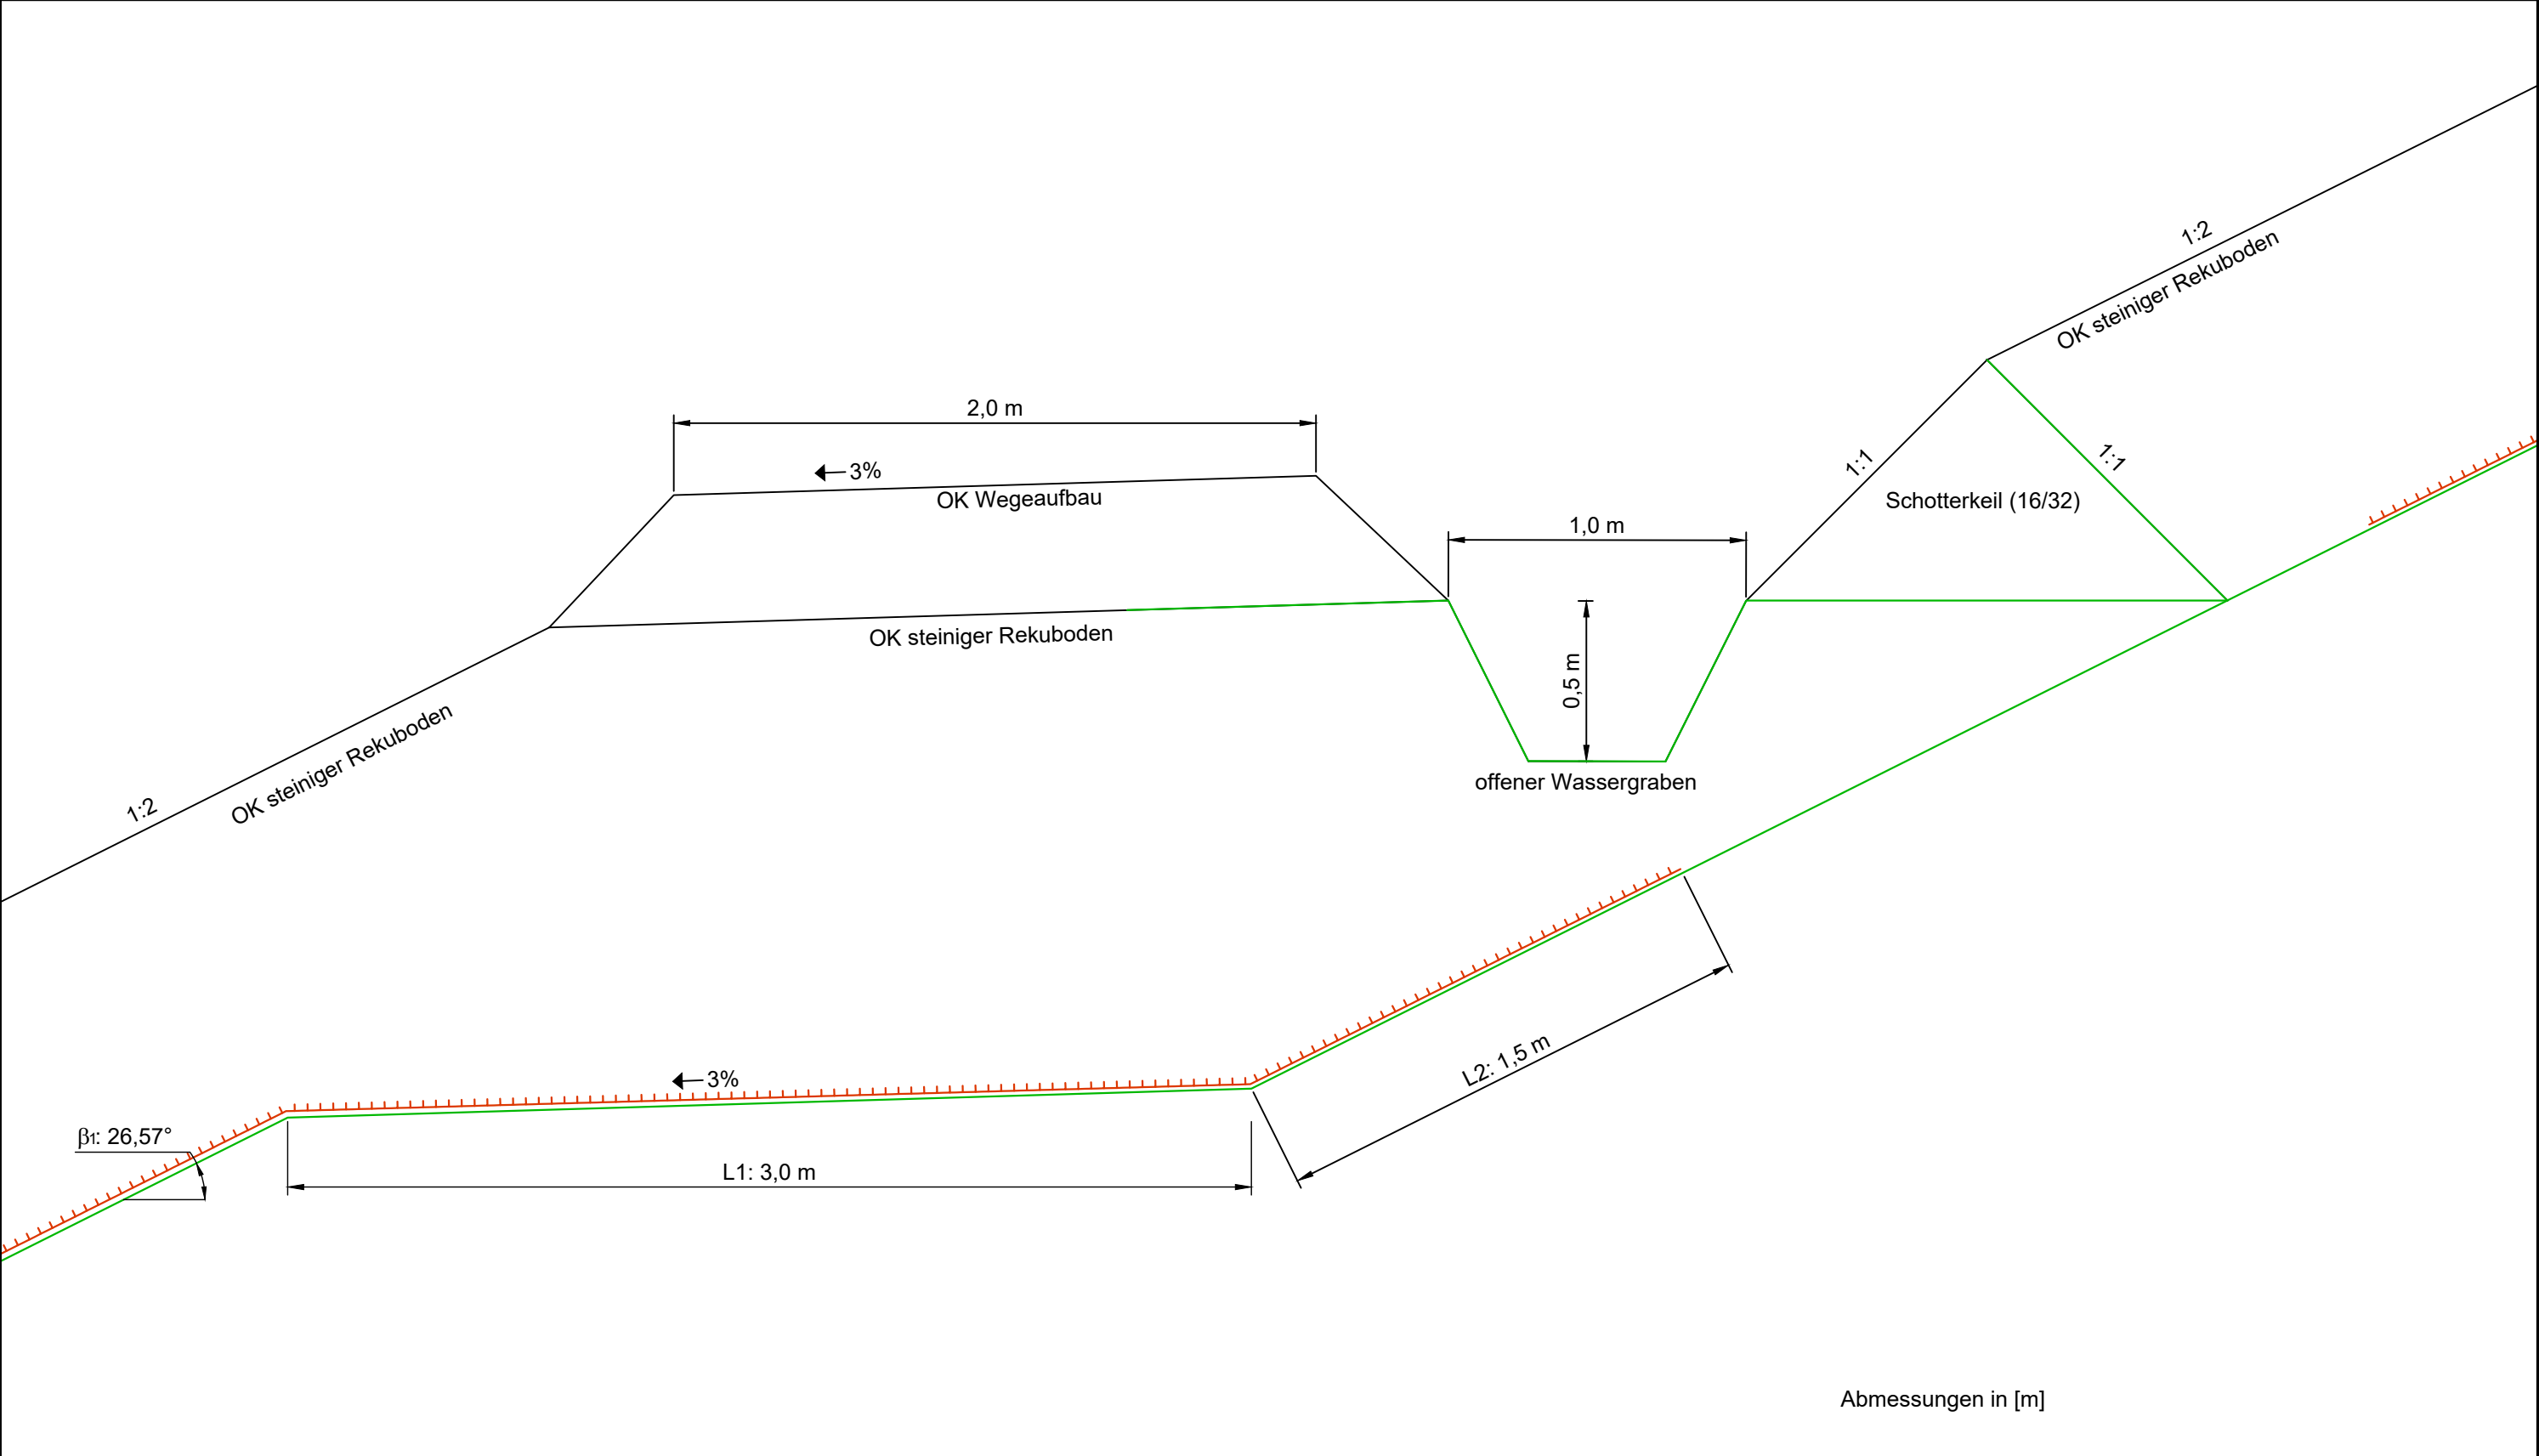 1:2
OK steiniger Rekuboden
2,0 m
3%
OK Wegeaufbau
1:1
1:1
Schotterkeil (16/32)
1,0 m
OK steiniger Rekuboden
0,5 m
offener Wassergraben
1:2
OK steiniger Rekuboden
L2: 1,5 m
3%
β1: 26,57°
L1: 3,0 m
Abmessungen in [m]